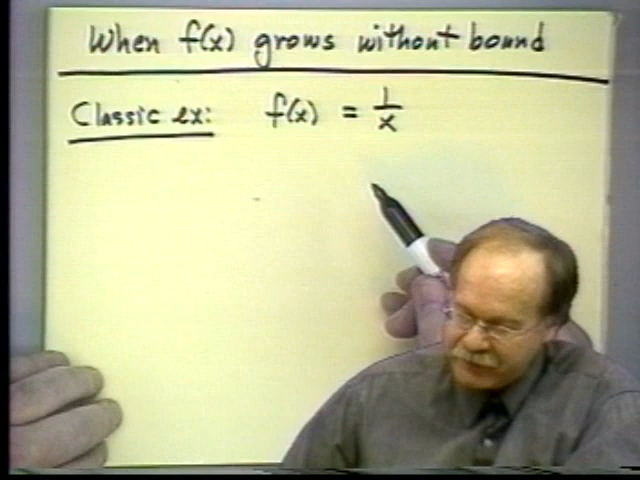 When f(x) grows without bound
Classic ex: f(x) = 1/x